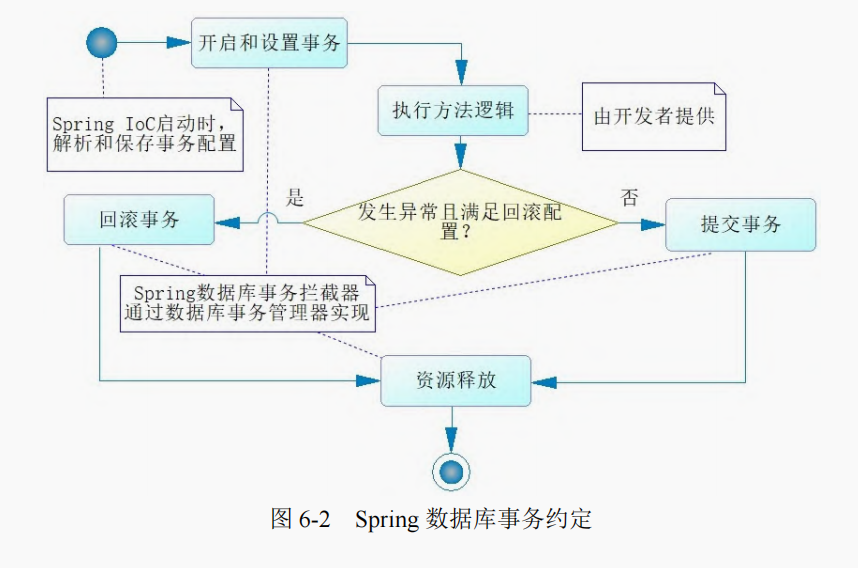 开启和设置事务
Spring IoC启动时，
解析和保存事务配置
执行方法逻辑
由开发者提供
是
发生异常且满足回滚配
置？
否
回滚事务
提交事务
Spring数据库事务拦截器
通过数据库事务管理器实现
资源释放
图 6-2 Spring 数据库事务约定